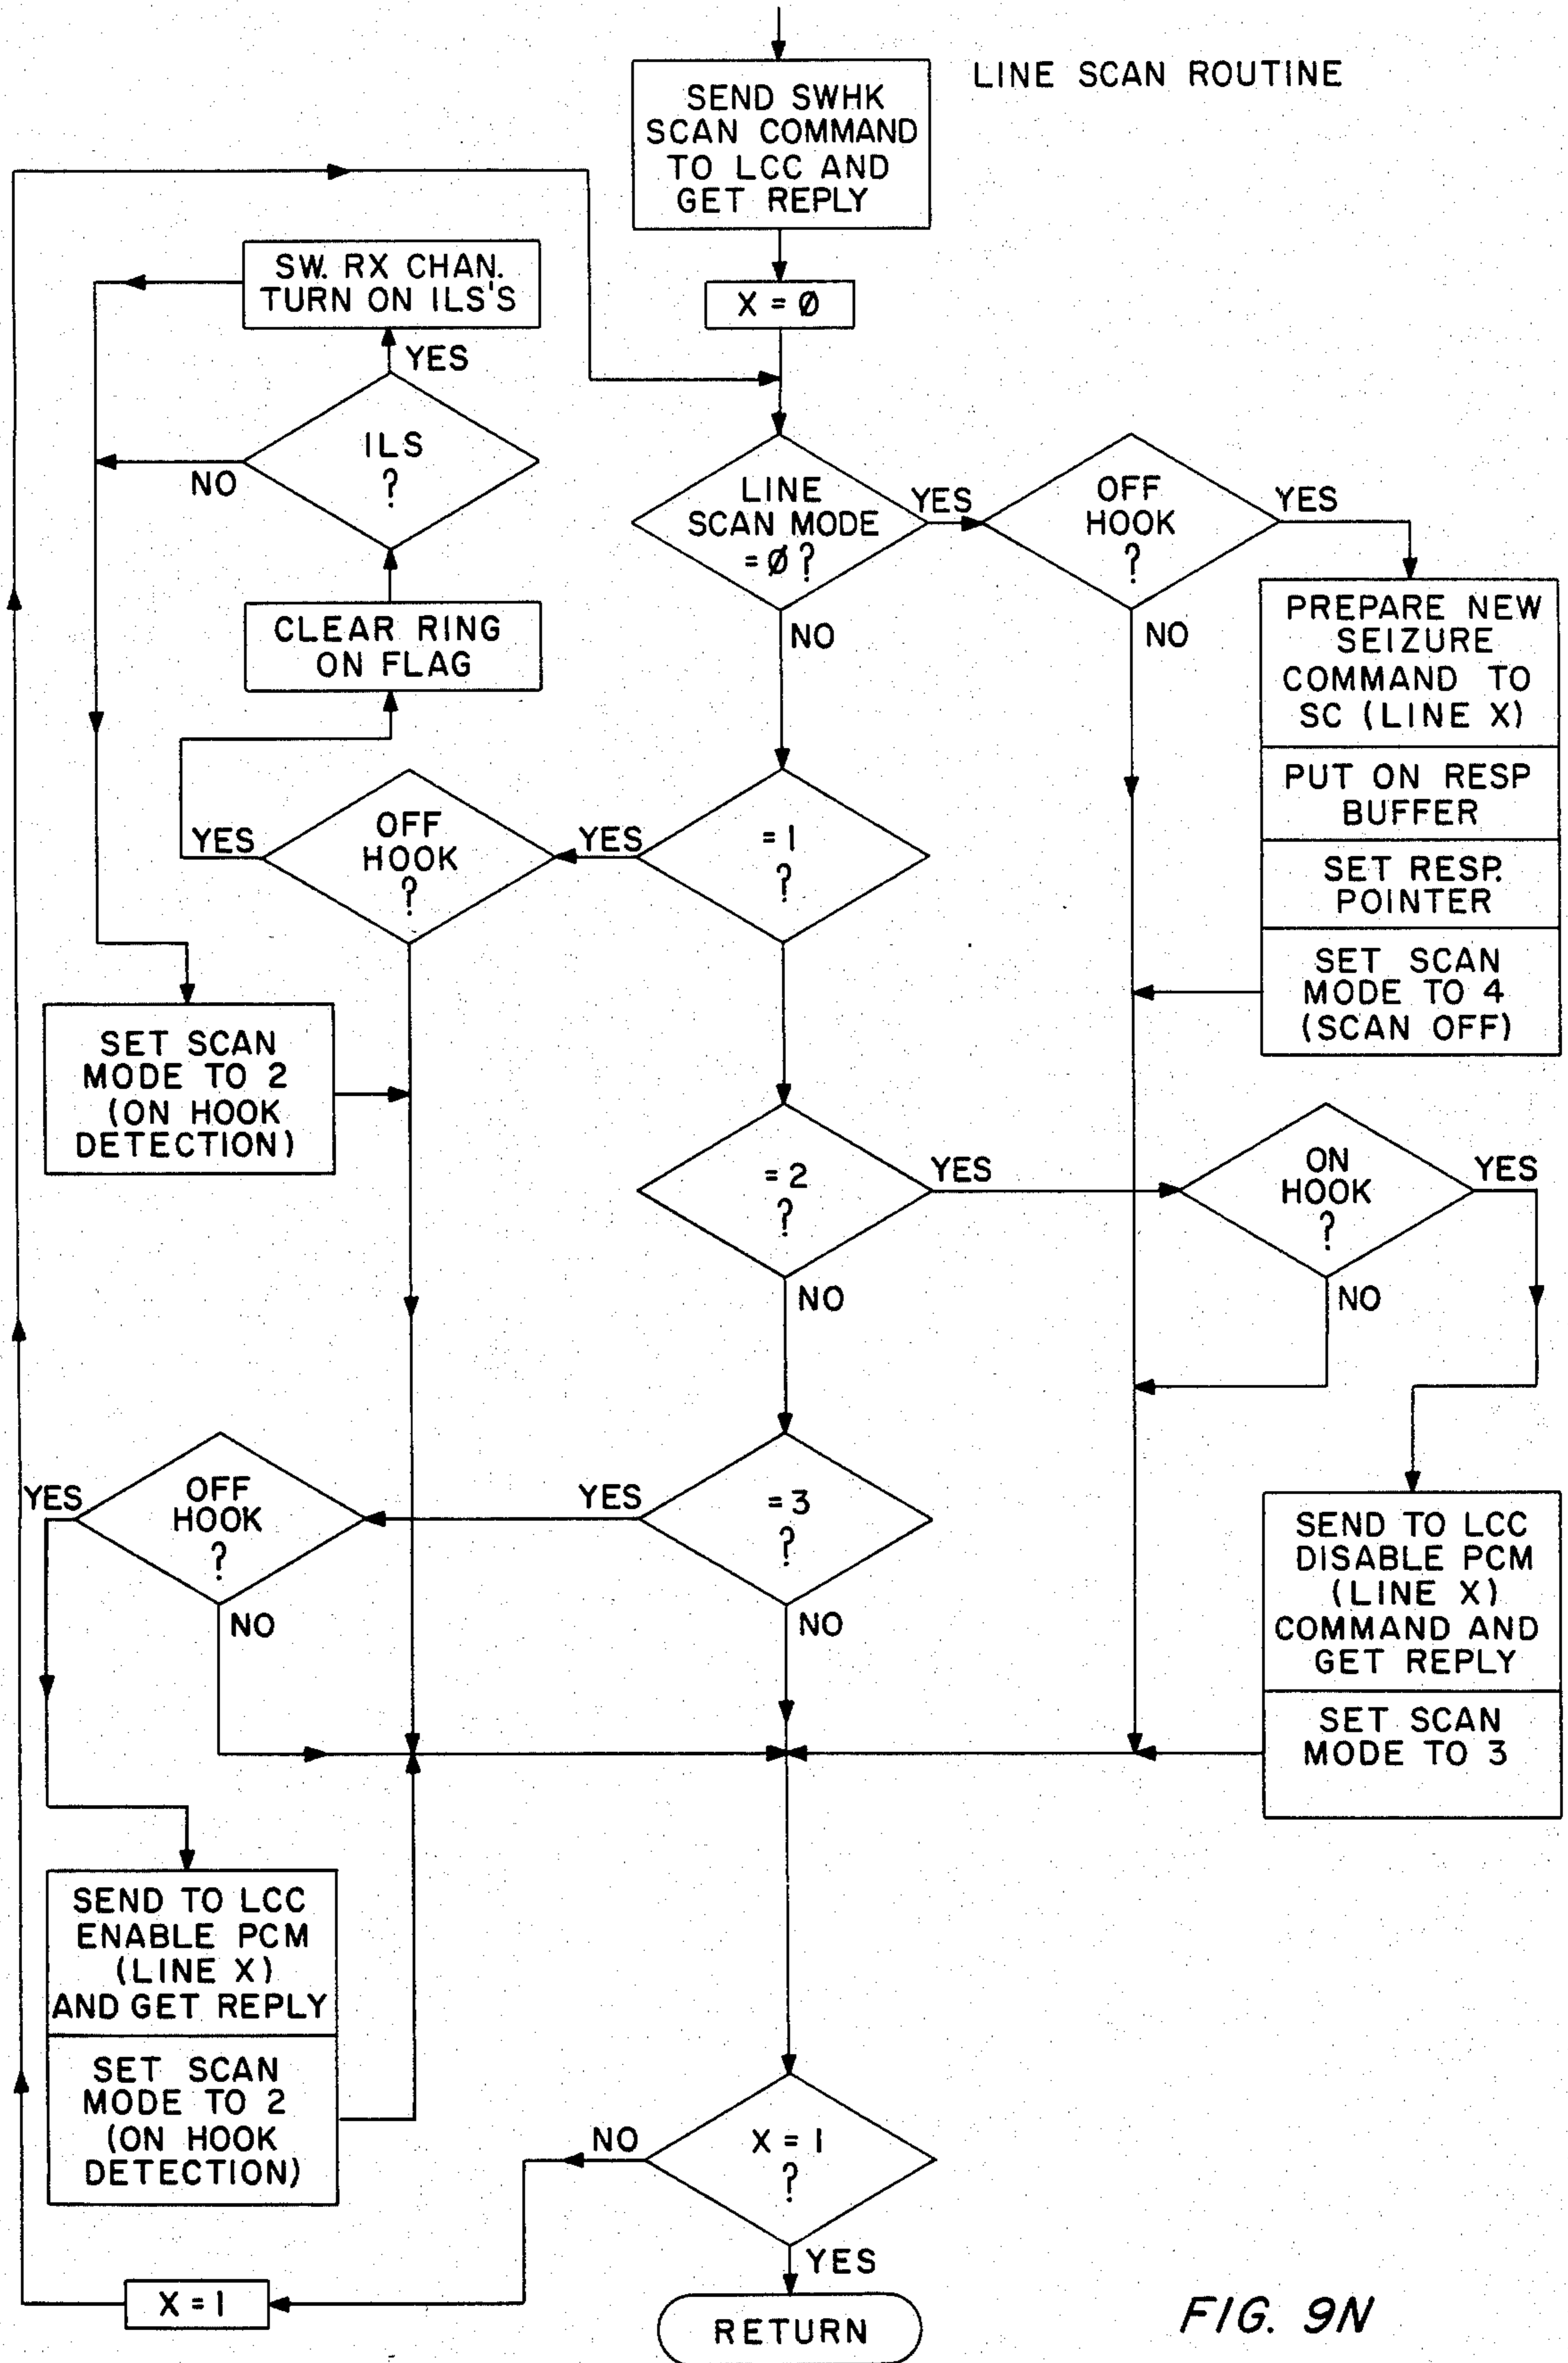 LINE SCAN ROUTINE
SEND SWHK
SCAN COMMAND
TO LCC AND
GET REPLY
X = Ø
SW. RX CHAN.
TURN ON ILS'S
YES
ILS
?
NO
CLEAR RING
ON FLAG
LINE
SCAN MODE
= Ø ?
YES
NO
OFF
HOOK
?
YES
NO
PREPARE NEW
SEIZURE
COMMAND TO
SC (LINE X)
PUT ON RESP
BUFFER
SET RESP.
POINTER
SET SCAN
MODE TO 4
(SCAN OFF)
= 1
?
YES
OFF
HOOK
?
YES
SET SCAN
MODE TO 2
(ON HOOK
DETECTION)
= 2
?
YES
NO
ON
HOOK
?
YES
NO
= 3
?
YES
NO
OFF
HOOK
?
YES
NO
SEND TO LCC
DISABLE PCM
(LINE X)
COMMAND AND
GET REPLY
SET SCAN
MODE TO 3
SEND TO LCC
ENABLE PCM
(LINE X)
AND GET REPLY
SET SCAN
MODE TO 2
(ON HOOK
DETECTION)
X = 1
?
NO
YES
X = 1
RETURN
FIG. 9N